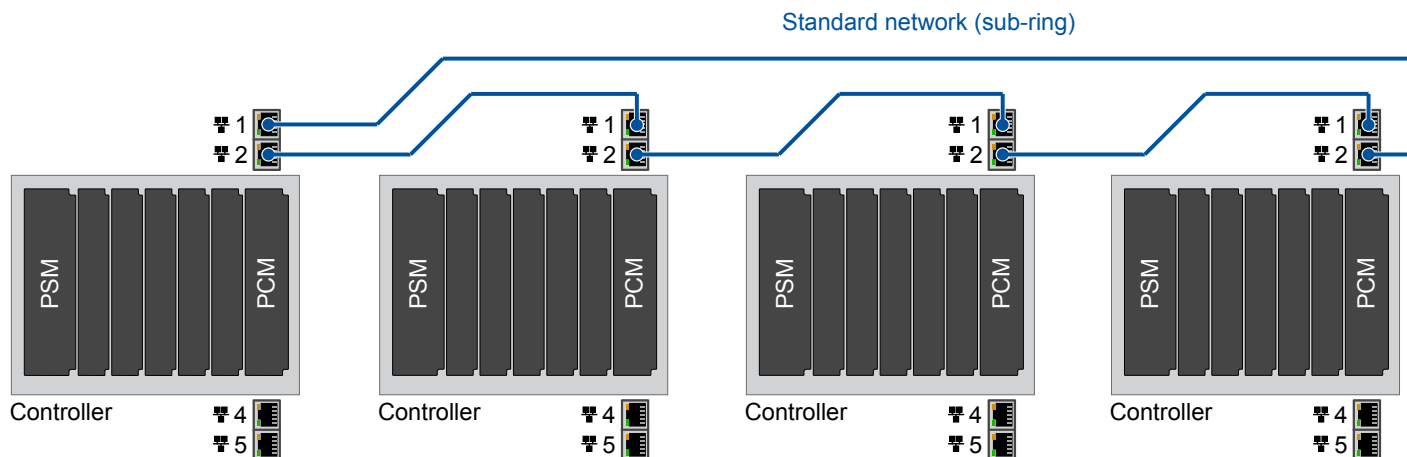 Standard network (sub-ring)
1 1 1 1
2 2 2 2
PSM PCM PSM PCM PSM PCM PSM PCM
Controller 4 Controller 4 Controller 4 Controller 4
5 5 5 5